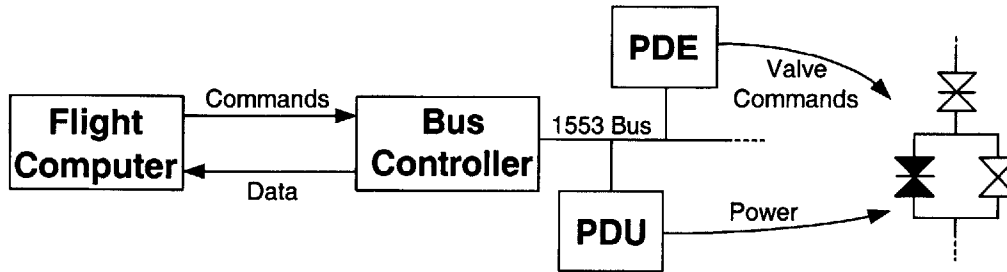 PDE
Valve
Commands
Commands
Flight
Computer
Bus
Controller
1553 Bus
Data
PDU
Power